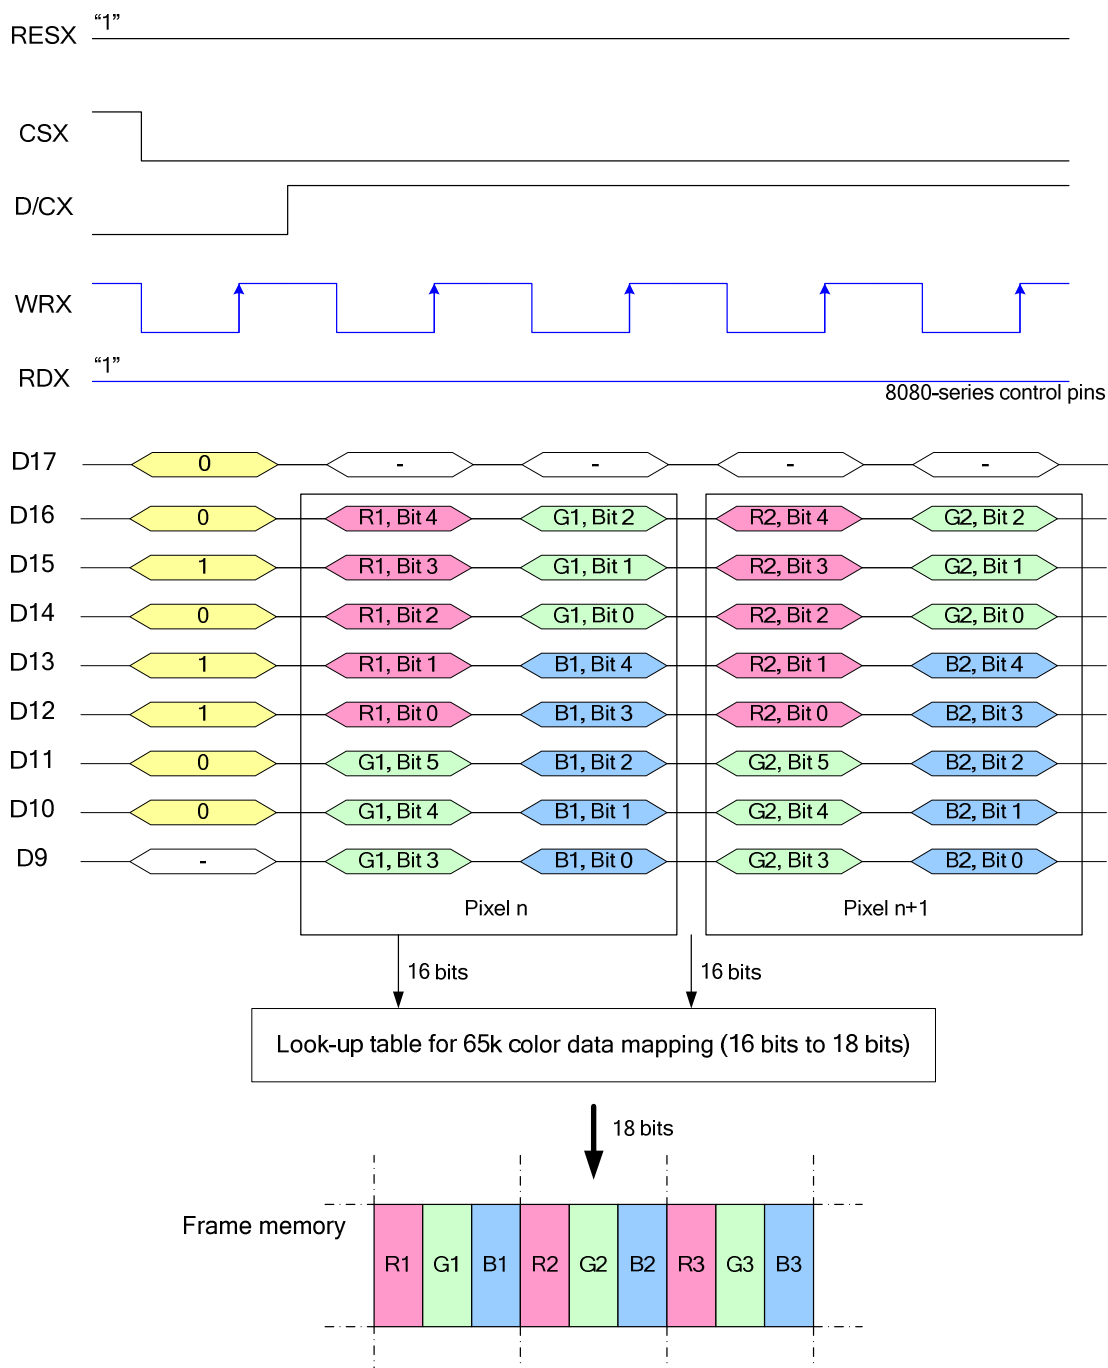 RESX “1”
CSX
D/CX
WRX
RDX “1”
8080-series control pins
D17 0 - - - -
D16 0 R1, Bit 4 G1, Bit 2 R2, Bit 4 G2, Bit 2
D15 1 R1, Bit 3 G1, Bit 1 R2, Bit 3 G2, Bit 1
D14 0 R1, Bit 2 G1, Bit 0 R2, Bit 2 G2, Bit 0
D13 1 R1, Bit 1 B1, Bit 4 R2, Bit 1 B2, Bit 4
D12 1 R1, Bit 0 B1, Bit 3 R2, Bit 0 B2, Bit 3
D11 0 G1, Bit 5 B1, Bit 2 G2, Bit 5 B2, Bit 2
D10 0 G1, Bit 4 B1, Bit 1 G2, Bit 4 B2, Bit 1
D9 - G1, Bit 3 B1, Bit 0 G2, Bit 3 B2, Bit 0
Pixel n Pixel n+1
16 bits 16 bits
Look-up table for 65k color data mapping (16 bits to 18 bits)
18 bits
Frame memory
R1 G1 B1 R2 G2 B2 R3 G3 B3